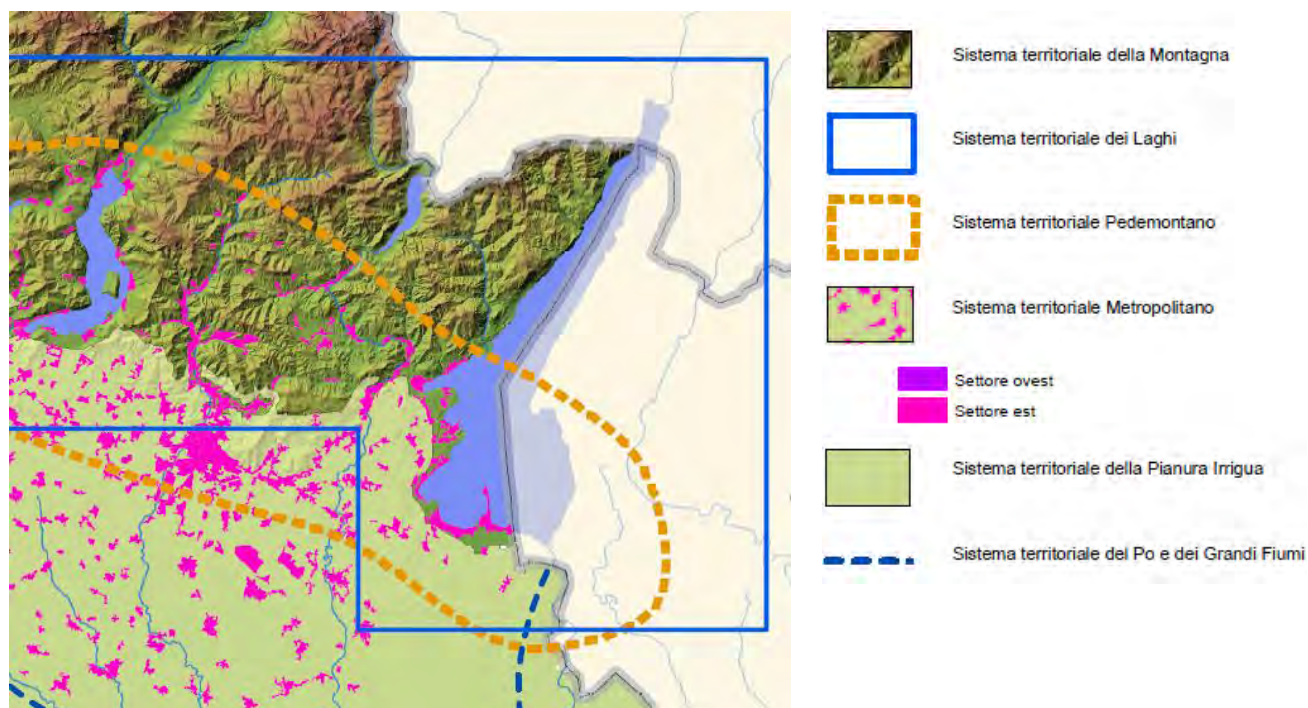 Sistema territoriale della Montagna
Sistema territoriale dei Laghi
Sistema territoriale Pedemontano
Sistema territoriale Metropolitano
Settore ovest
Settore est
Sistema territoriale della Pianura Irrigua
Sistema territoriale del Po e dei Grandi Fiumi